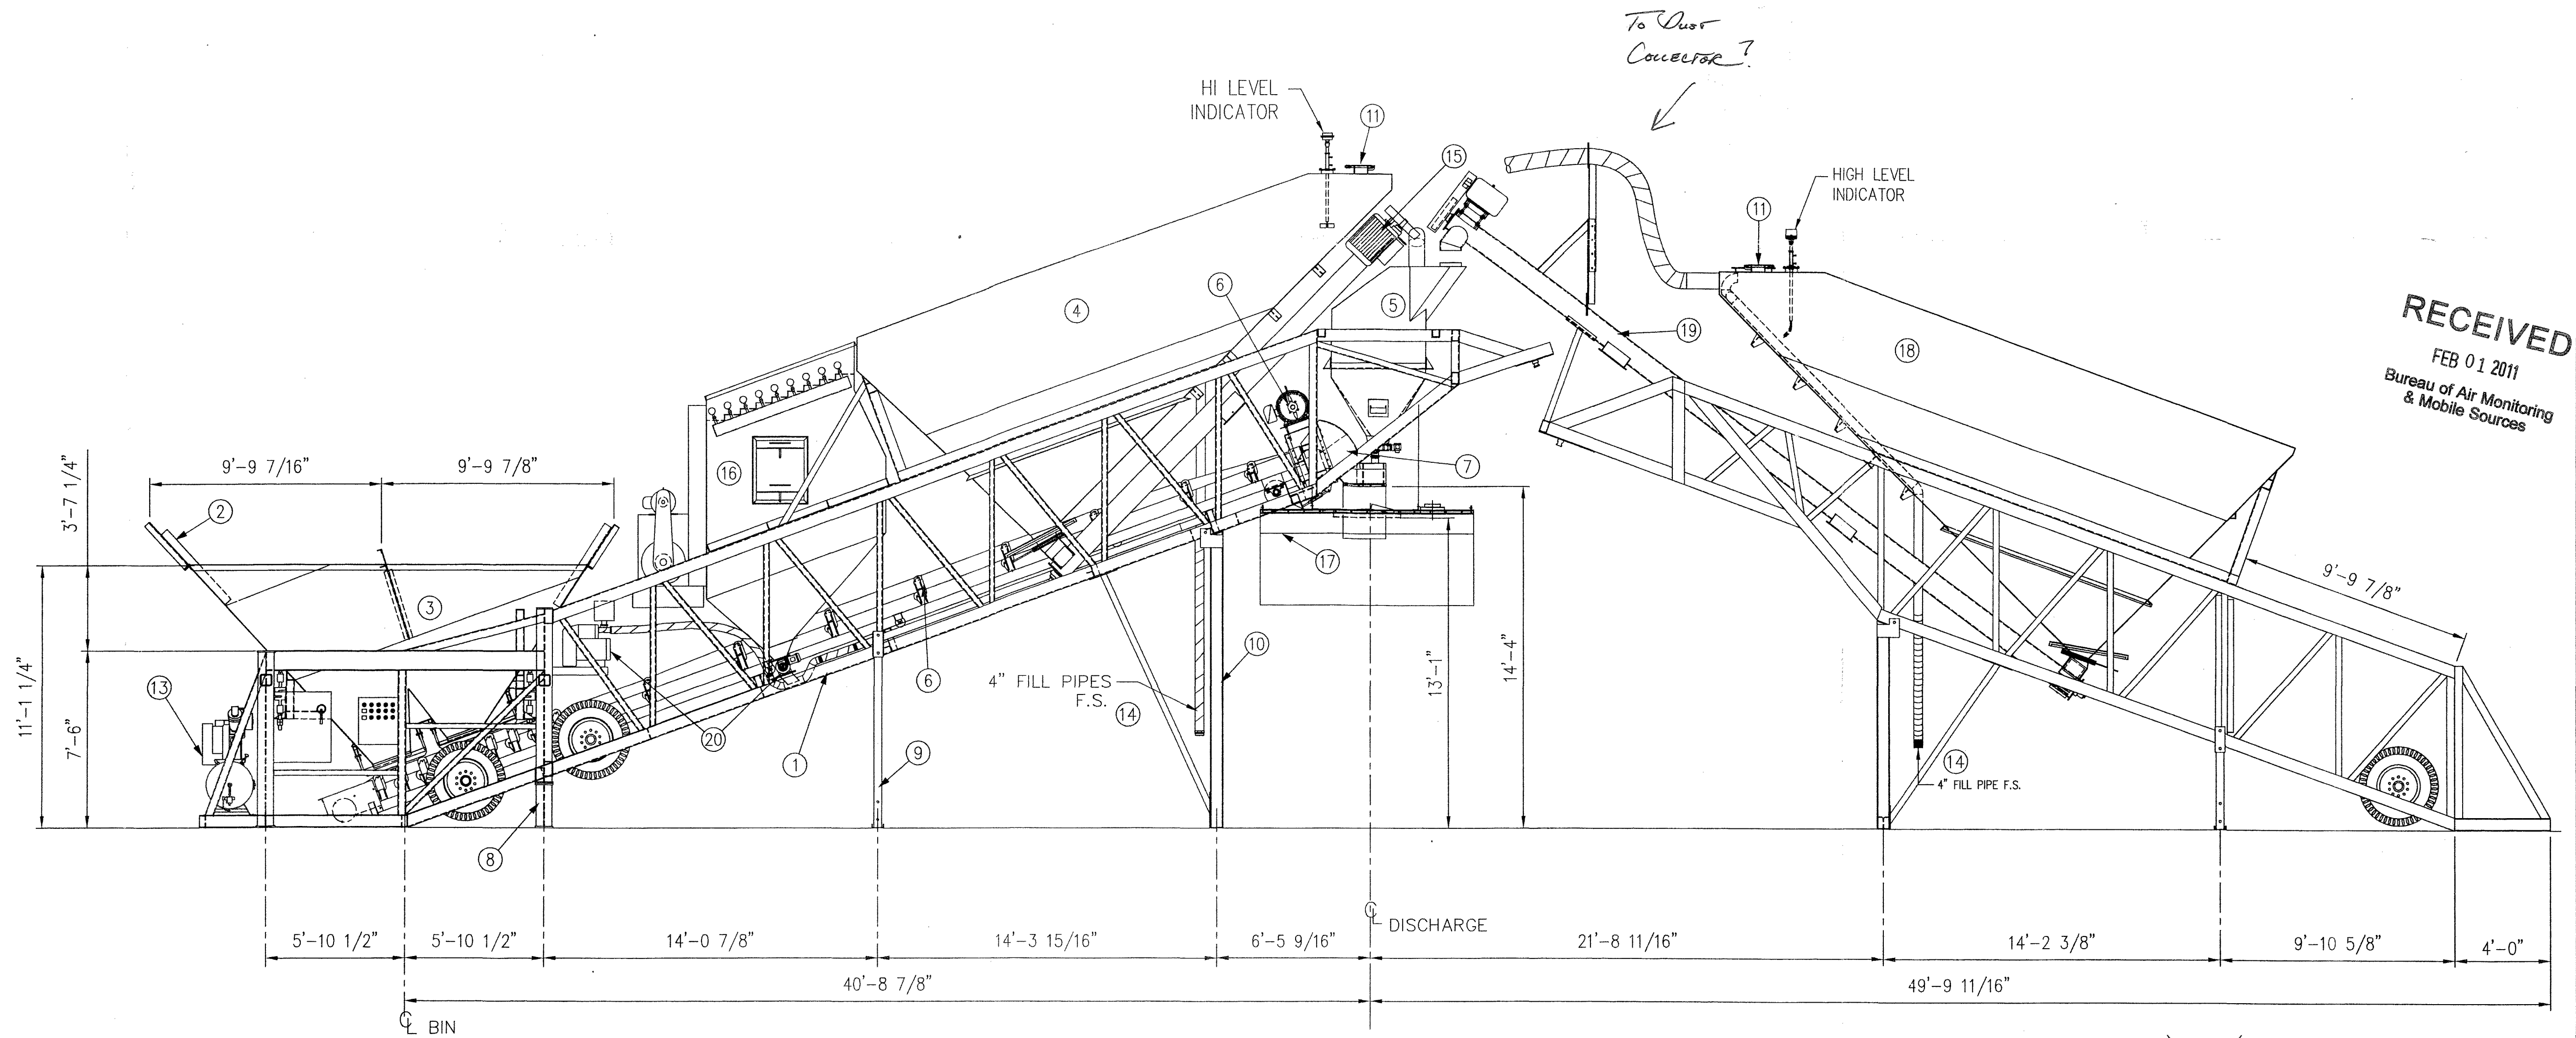 To Dust
Collector?
HI LEVEL
INDICATOR
11
15
HIGH LEVEL
INDICATOR
11
6
4
5
19
18
RECEIVED
FEB 01 2011
Bureau of Air Monitoring
& Mobile Sources
9'-9 7/16"
9'-9 7/8"
3'-7 1/4"
2
16
7
17
3
9'-9 7/8"
11'-1 1/4"
7'-6"
13
6
10
4" FILL PIPES
F.S.
14
13'-1"
14'-4"
20
1
9
14
4" FILL PIPE F.S.
8
℄ DISCHARGE
5'-10 1/2"
5'-10 1/2"
14'-0 7/8"
14'-3 15/16"
6'-5 9/16"
21'-8 11/16"
14'-2 3/8"
9'-10 5/8"
4'-0"
40'-8 7/8"
49'-9 11/16"
℄ BIN